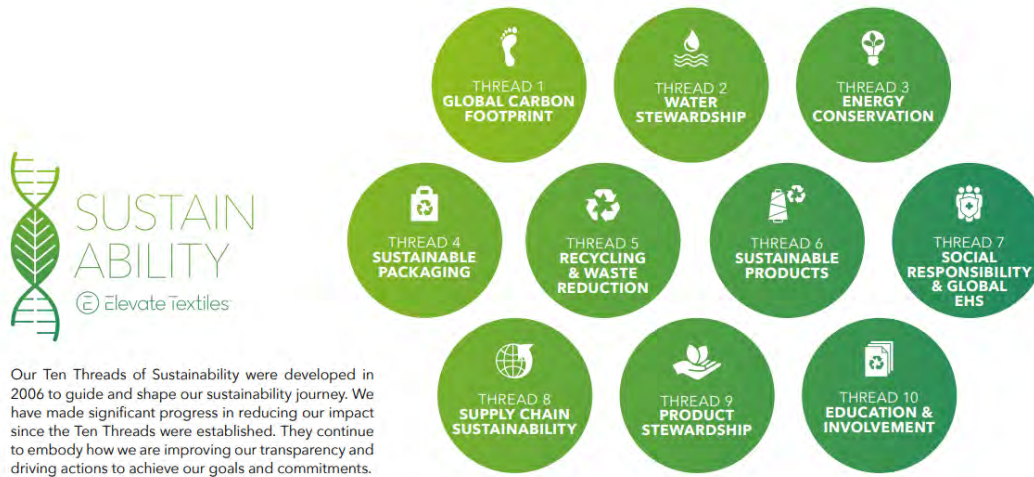 SUSTAIN
ABILITY
Elevate Textiles
Our Ten Threads of Sustainability were developed in
2006 to guide and shape our sustainability journey. We
have made significant progress in reducing our impact
since the Ten Threads were established. They continue
to embody how we are improving our transparency and
driving actions to achieve our goals and commitments.
THREAD 1
GLOBAL CARBON
FOOTPRINT
THREAD 2
WATER
STEWARDSHIP
THREAD 3
ENERGY
CONSERVATION
THREAD 4
SUSTAINABLE
PACKAGING
THREAD 5
RECYCLING
& WASTE
REDUCTION
THREAD 6
SUSTAINABLE
PRODUCTS
THREAD 7
SOCIAL
RESPONSIBILITY
& GLOBAL
EHS
THREAD 8
SUPPLY CHAIN
SUSTAINABILITY
THREAD 9
PRODUCT
STEWARDSHIP
THREAD 10
EDUCATION &
INVOLVEMENT